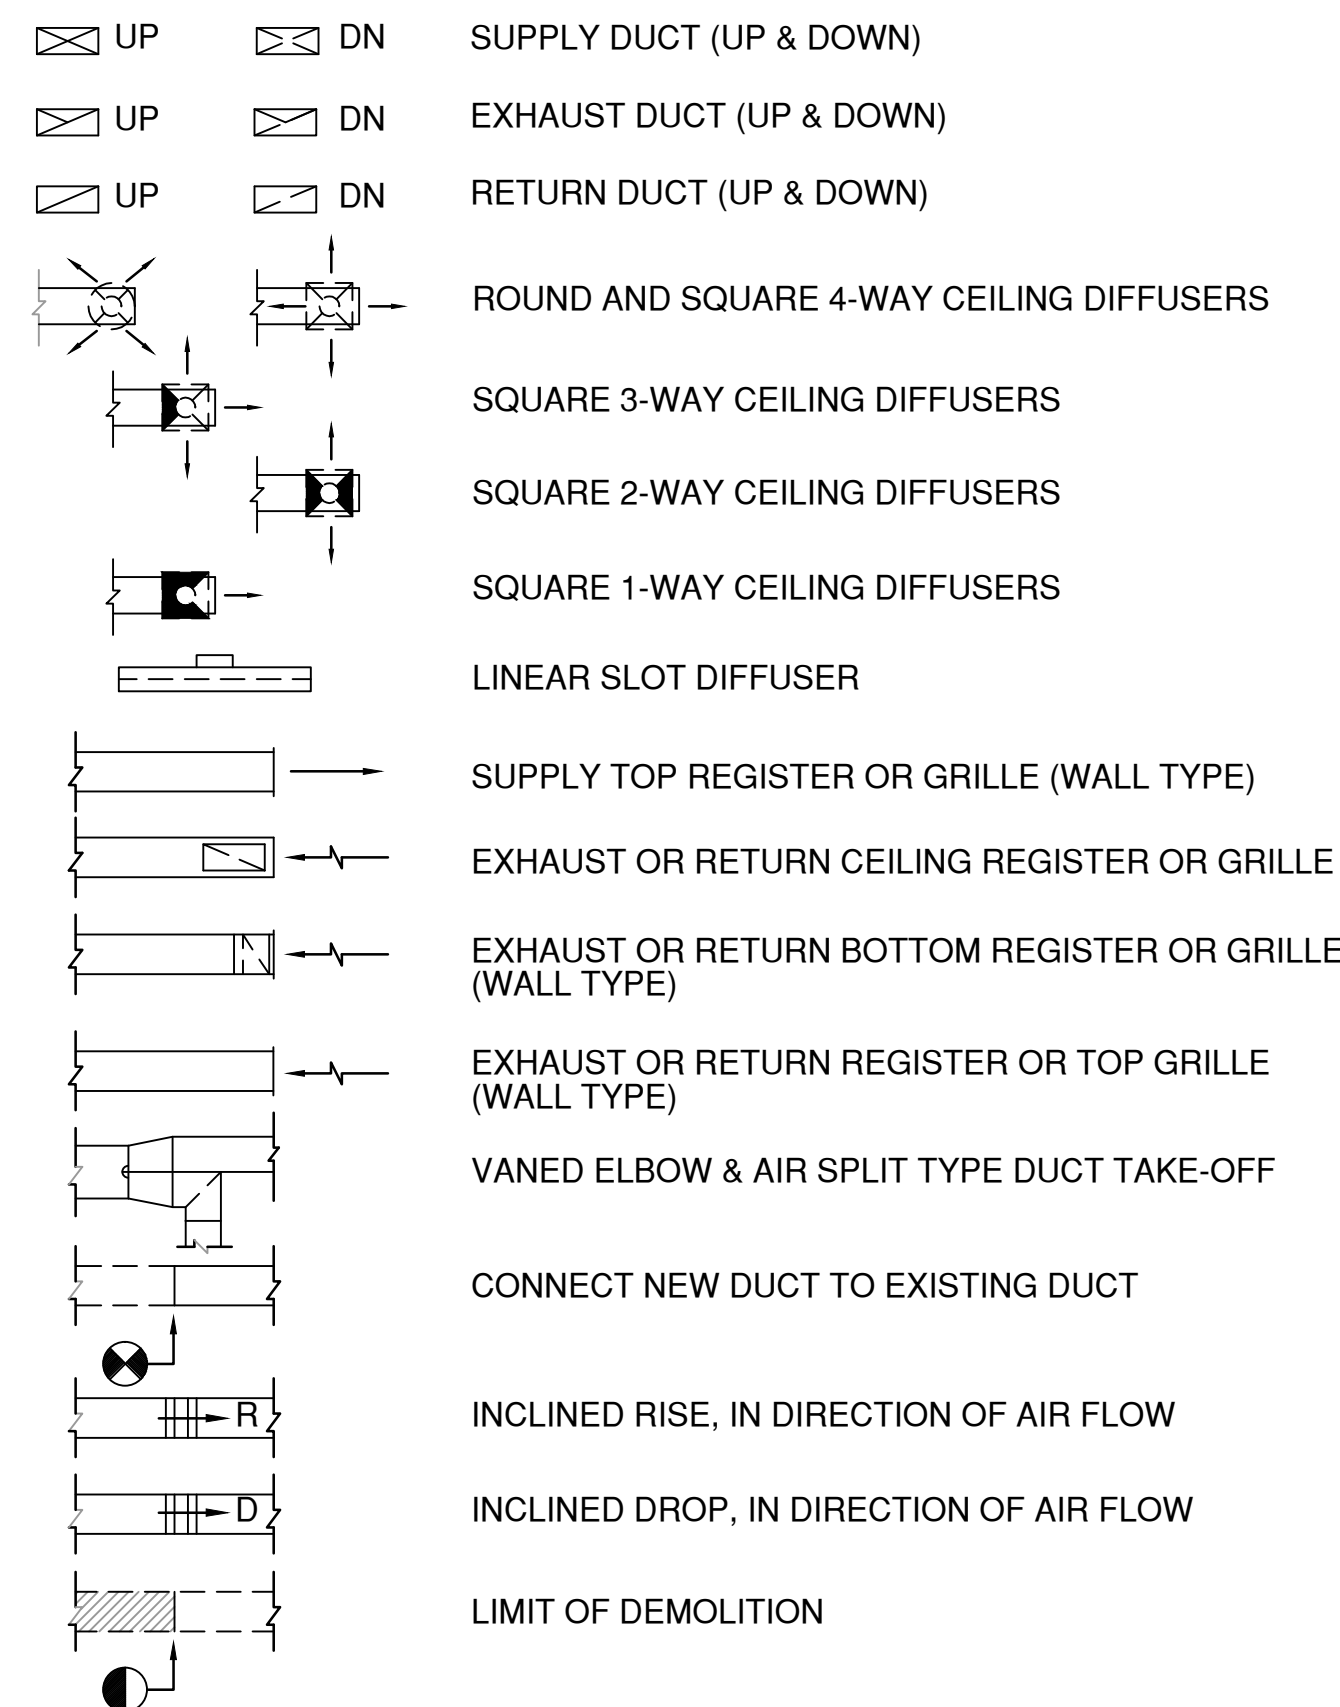 UP DN SUPPLY DUCT (UP & DOWN)
UP DN EXHAUST DUCT (UP & DOWN)
UP DN RETURN DUCT (UP & DOWN)
ROUND AND SQUARE 4-WAY CEILING DIFFUSERS
SQUARE 3-WAY CEILING DIFFUSERS
SQUARE 2-WAY CEILING DIFFUSERS
SQUARE 1-WAY CEILING DIFFUSERS
LINEAR SLOT DIFFUSER
SUPPLY TOP REGISTER OR GRILLE (WALL TYPE)
EXHAUST OR RETURN CEILING REGISTER OR GRILLE
EXHAUST OR RETURN BOTTOM REGISTER OR GRILLE
(WALL TYPE)
EXHAUST OR RETURN REGISTER OR TOP GRILLE
(WALL TYPE)
VANED ELBOW & AIR SPLIT TYPE DUCT TAKE-OFF
CONNECT NEW DUCT TO EXISTING DUCT
R INCLINED RISE, IN DIRECTION OF AIR FLOW
D INCLINED DROP, IN DIRECTION OF AIR FLOW
LIMIT OF DEMOLITION